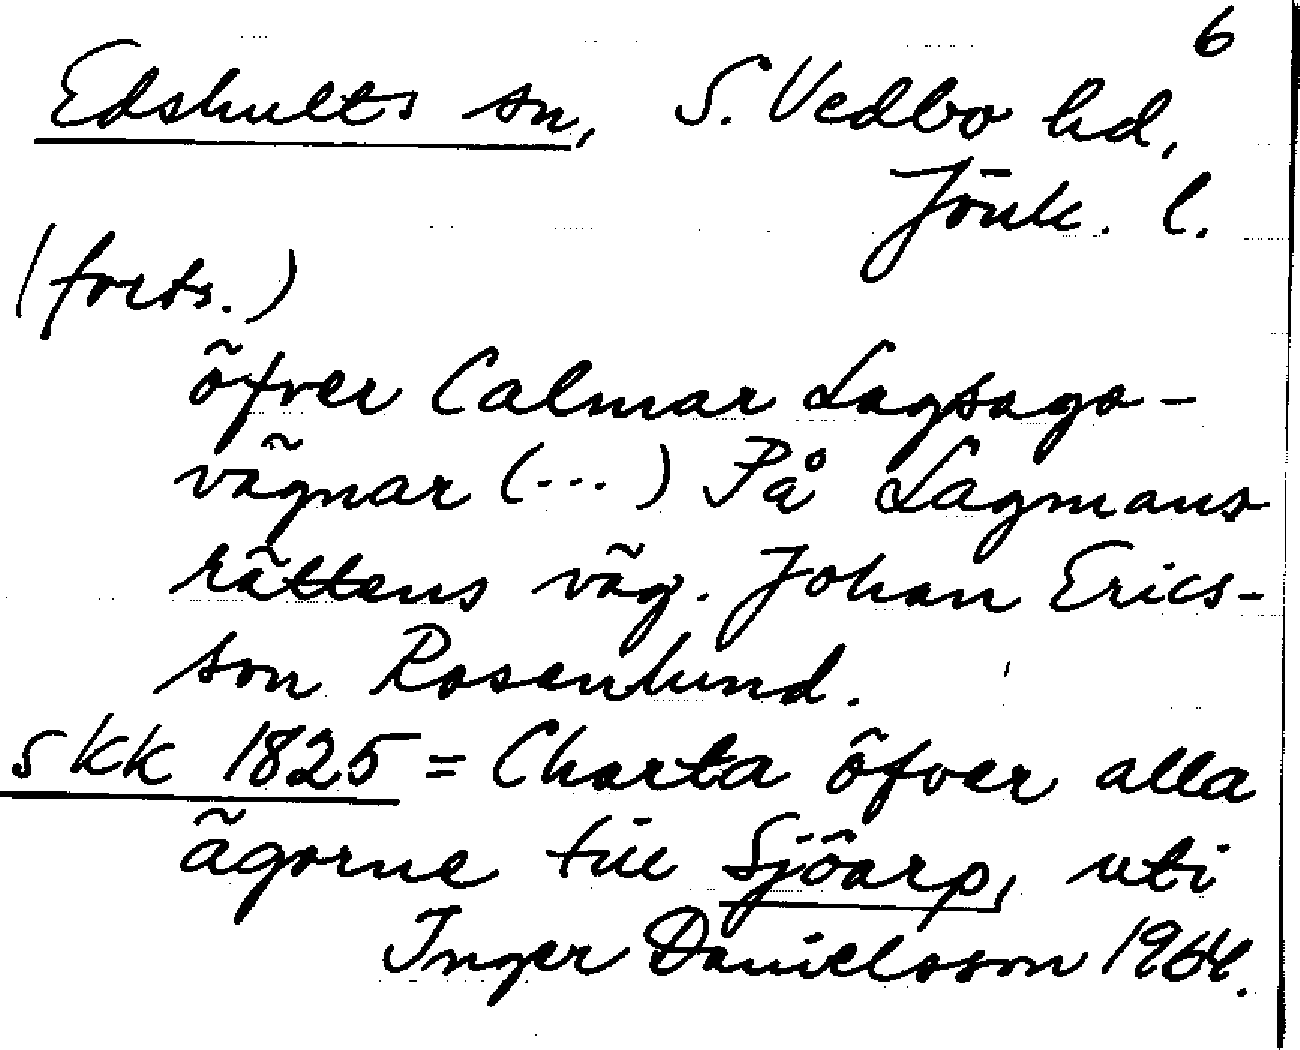 6
Edshults sn, S. Vedbo hd,
Jönk. l.
(forts.)
öfver Calmar Lagsago-
vägnar (...) På Lagmans
rättens väg. Johan Erics-
son Rosenlund.
SKK 1825 = Charta öfver alla
ägorne till Sjöarp, uti
Inger Danielsson 1964.